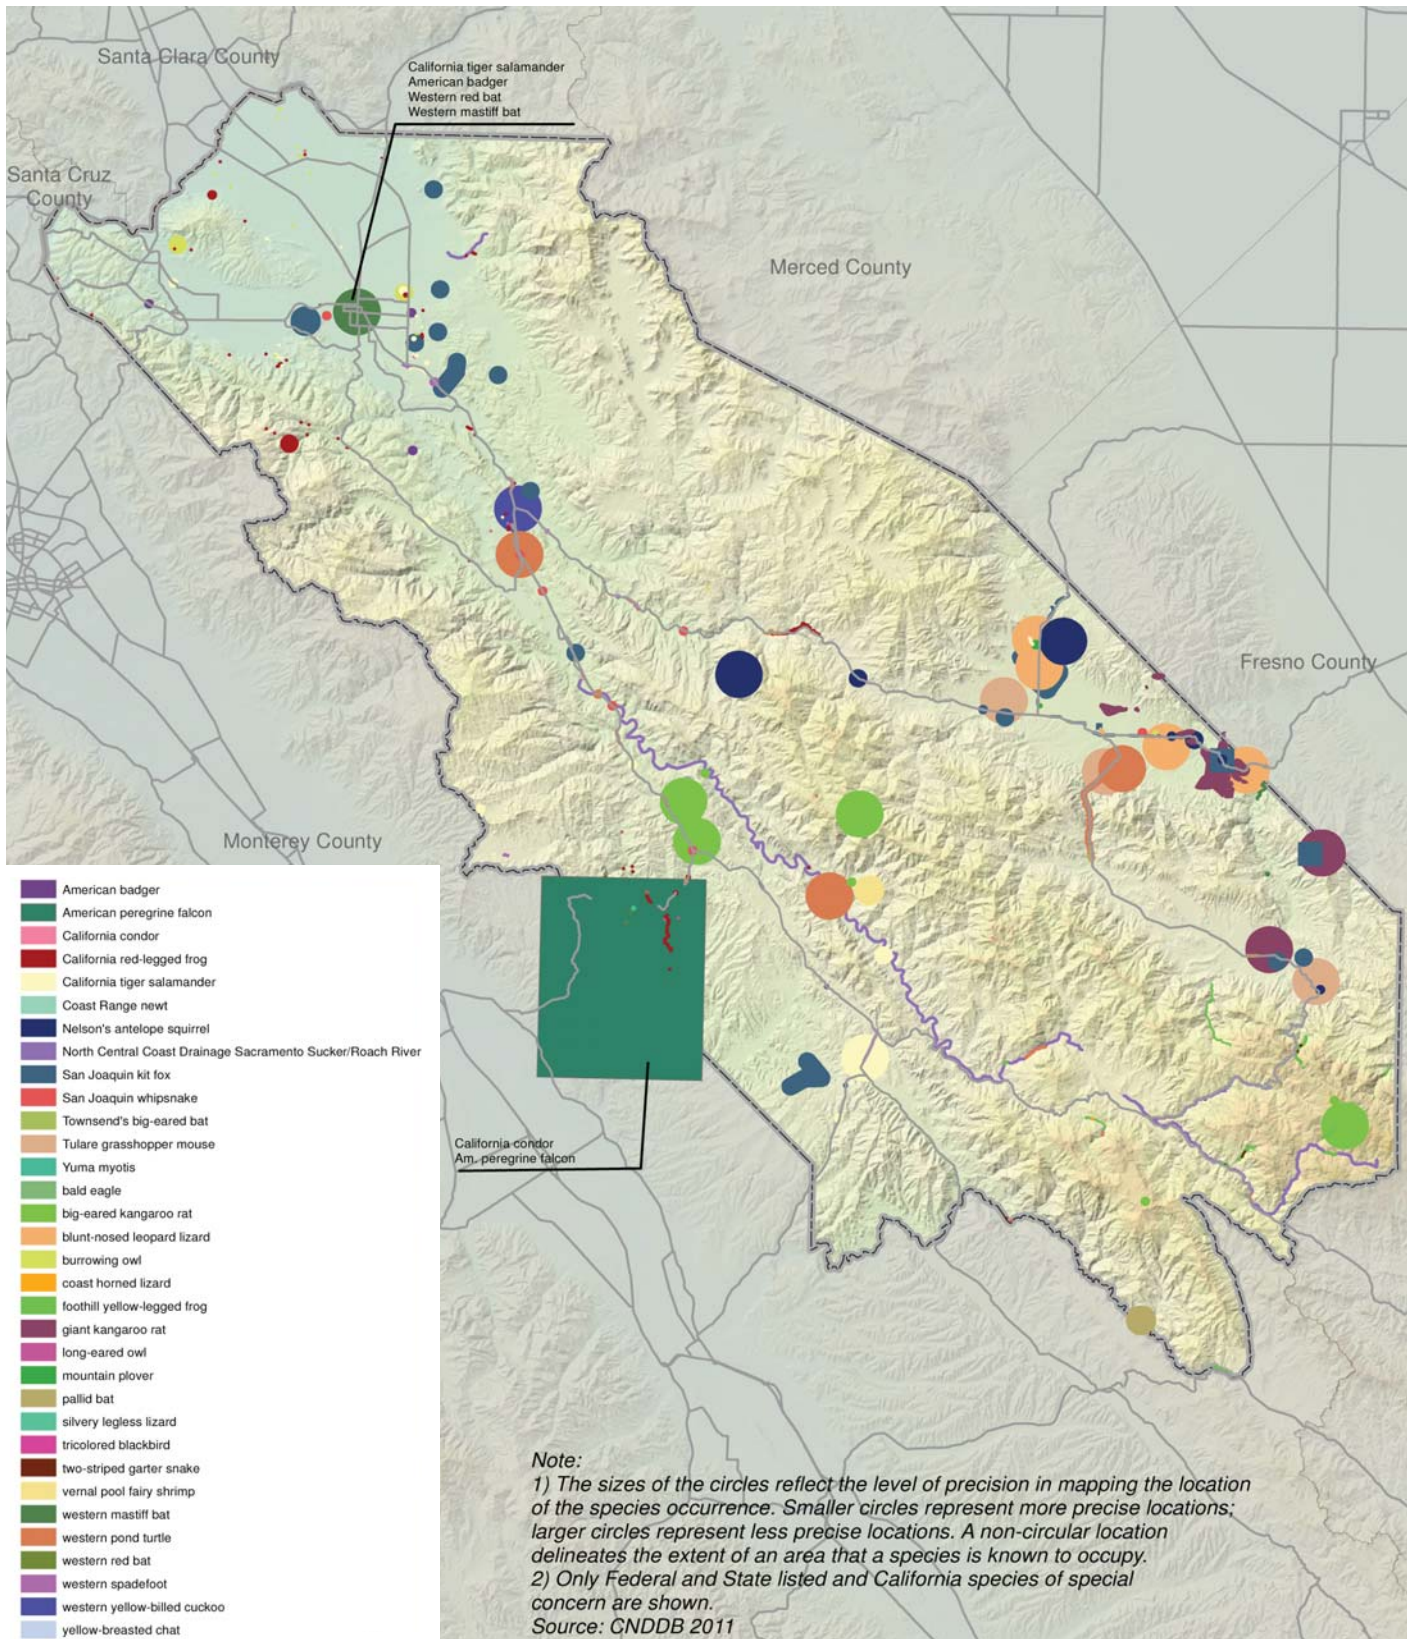 Santa Clara County
California tiger salamander
American badger
Western red bat
Western mastiff bat
Santa Cruz
County
Merced County
Fresno County
Monterey County
American badger
American peregrine falcon
California condor
California red-legged frog
California tiger salamander
Coast Range newt
Nelson's antelope squirrel
North Central Coast Drainage Sacramento Sucker/Roach River
San Joaquin kit fox
San Joaquin whipsnake
Townsend's big-eared bat
Tulare grasshopper mouse
Yuma myotis
bald eagle
big-eared kangaroo rat
blunt-nosed leopard lizard
burrowing owl
coast horned lizard
foothill yellow-legged frog
giant kangaroo rat
long-eared owl
mountain plover
pallid bat
silvery legless lizard
tricolored blackbird
two-striped garter snake
vernal pool fairy shrimp
western mastiff bat
western pond turtle
western red bat
western spadefoot
western yellow-billed cuckoo
yellow-breasted chat
California condor
Am. peregrine falcon
Note:
1) The sizes of the circles reflect the level of precision in mapping the location
of the species occurrence. Smaller circles represent more precise locations;
larger circles represent less precise locations. A non-circular location
delineates the extent of an area that a species is known to occupy.
2) Only Federal and State listed and California species of special
concern are shown.
Source: CNDDB 2011